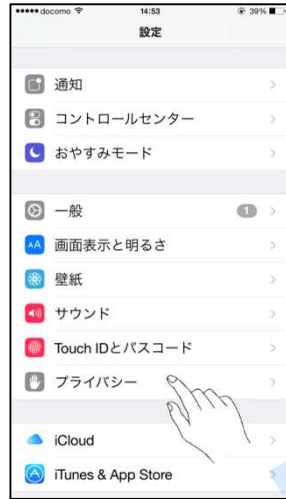 docomo 14:53 39%
設定
通知
コントロールセンター
おやすみモード
一般 1
画面表示と明るさ
AA
壁紙
サウンド
Touch IDとパスコード
プライバシー
iCloud
iTunes & App Store